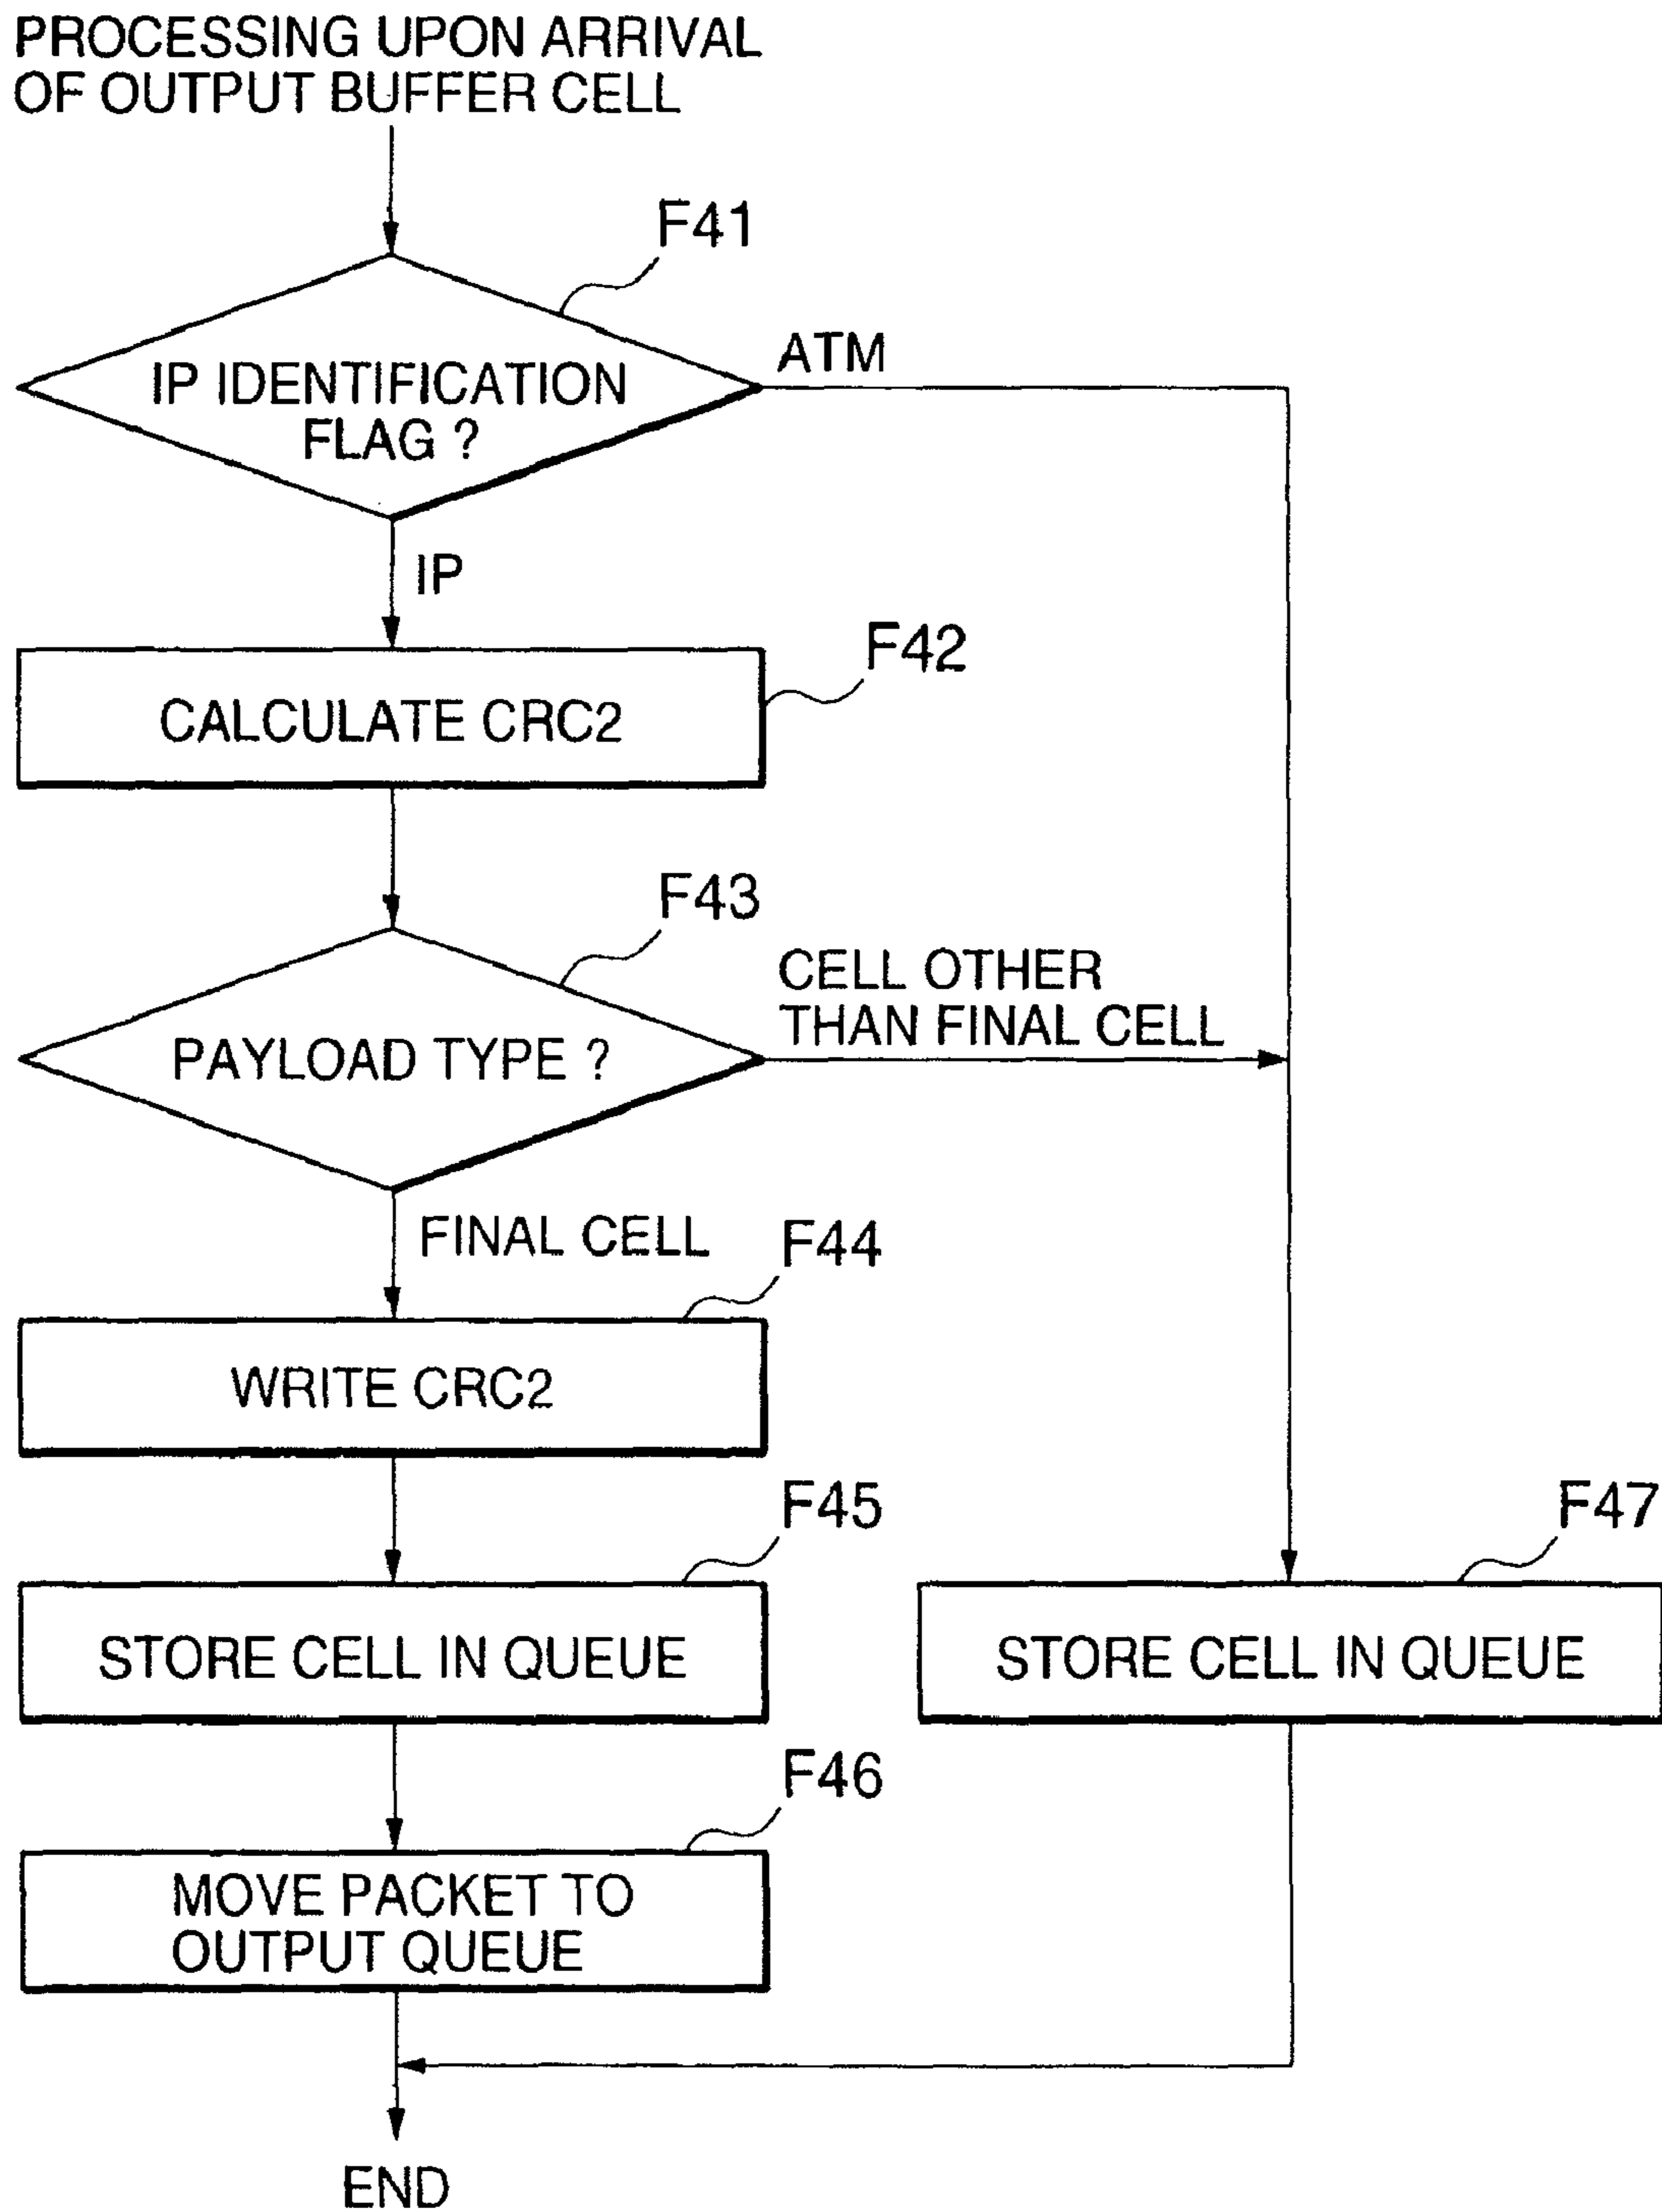 PROCESSING UPON ARRIVAL
OF OUTPUT BUFFER CELL
F41
IP IDENTIFICATION
FLAG ?
ATM
IP
F42
CALCULATE CRC2
F43
PAYLOAD TYPE ?
CELL OTHER
THAN FINAL CELL
FINAL CELL
F44
WRITE CRC2
F45
STORE CELL IN QUEUE
F47
STORE CELL IN QUEUE
F46
MOVE PACKET TO
OUTPUT QUEUE
END